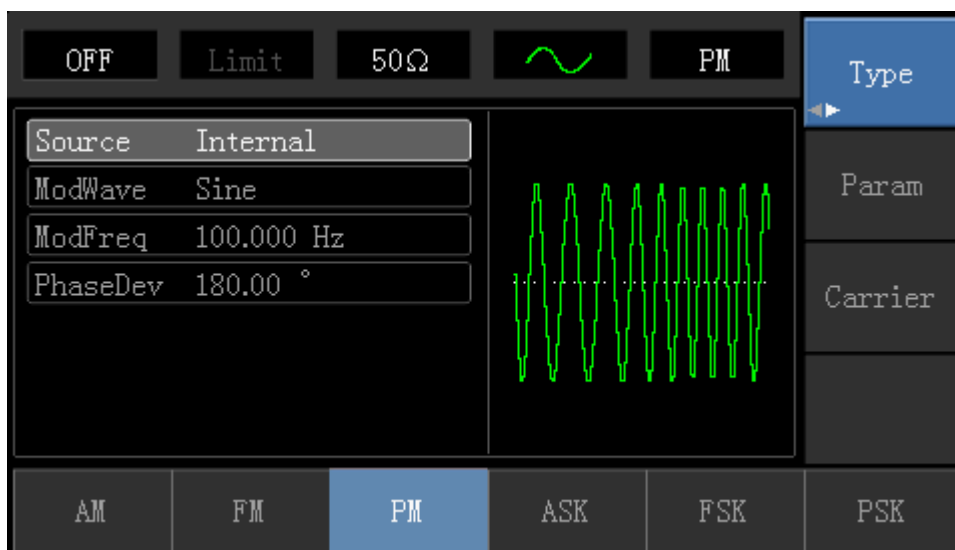 OFF Limit 50Ω PM
Type
Source Internal
ModWave Sine
ModFreq 100.000 Hz
PhaseDev 180.00 °
Param
Carrier
AM FM PM ASK FSK PSK